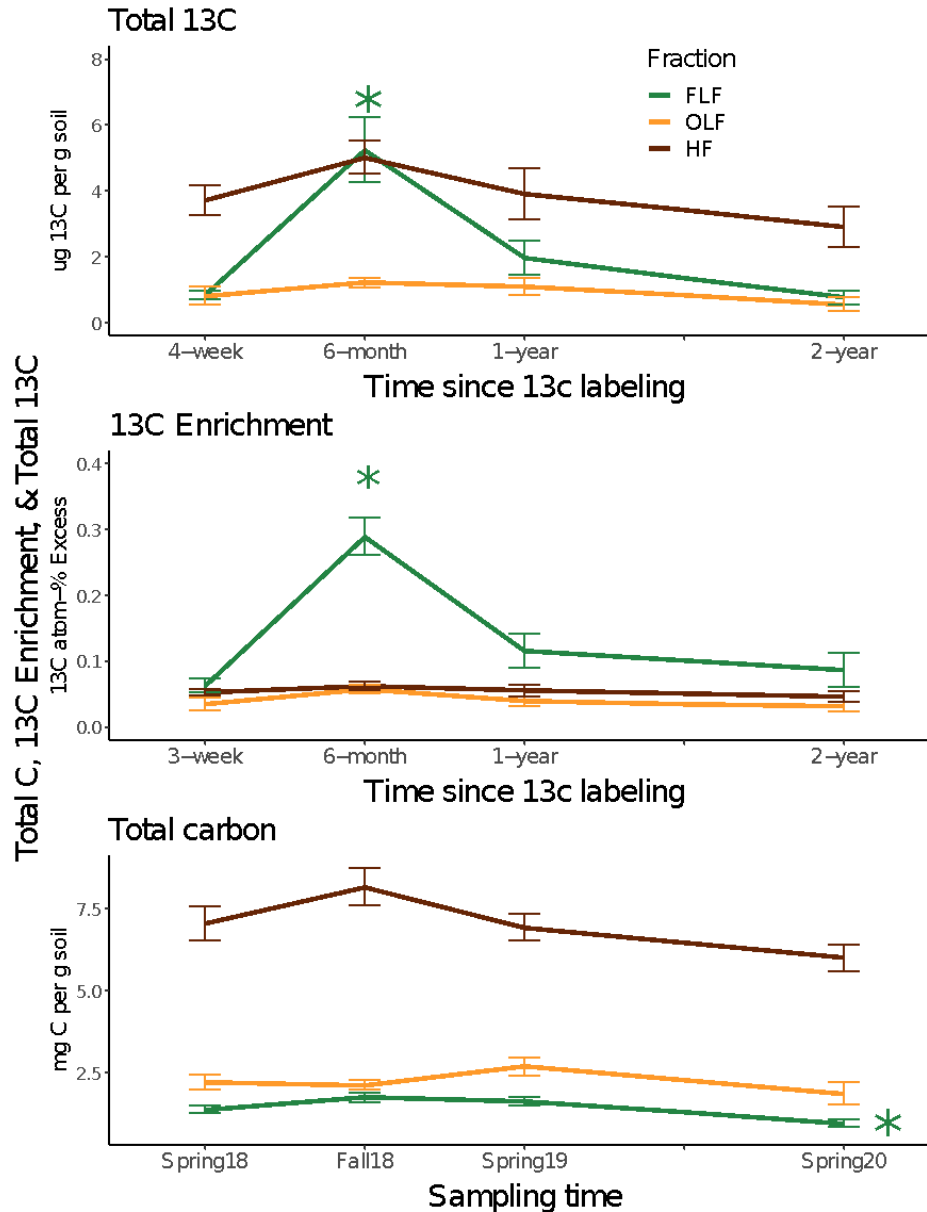 Total 13C
Fraction
FLF
OLF
HF
*
8
6
4
2
0
ug 13C per g soil
4−week 6−month 1−year 2−year
Time since 13c labeling
Total C, 13C Enrichment, & Total 13C
13C Enrichment
*
0.4
0.3
0.2
0.1
0.0
13C atom−% Excess
3−week 6−month 1−year 2−year
Time since 13c labeling
Total carbon
7.5
5.0
2.5
mg C per g soil
*
Spring18 Fall18 Spring19 Spring20
Sampling time